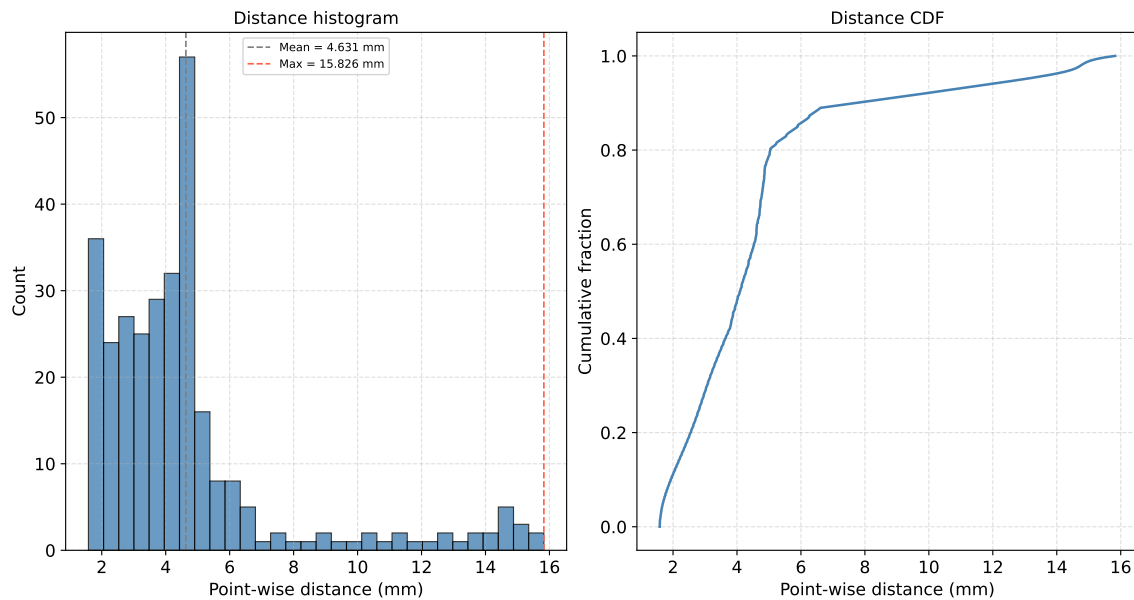 Distance histogram
Mean = 4.631 mm
Max = 15.826 mm
50
40
30
20
10
0
Count
2 4 6 8 10 12 14 16
Point-wise distance (mm)
Distance CDF
1.0
0.8
0.6
0.4
0.2
0.0
Cumulative fraction
2 4 6 8 10 12 14 16
Point-wise distance (mm)